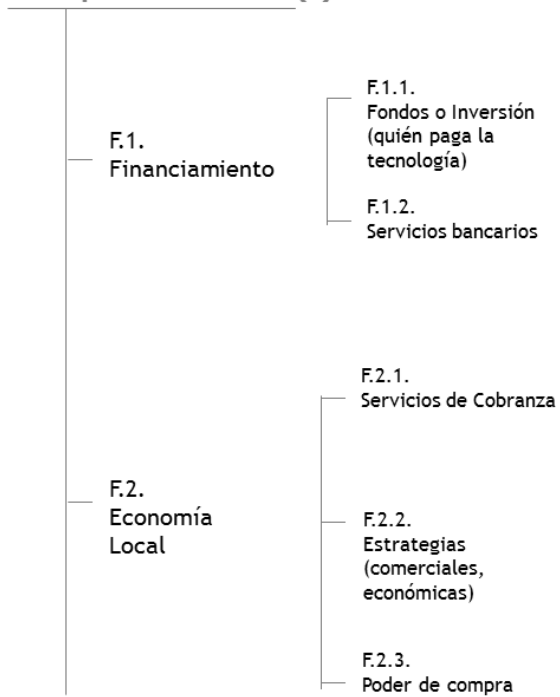 F.1.
Financiamiento
F.1.1.
Fondos o Inversión
(quién paga la
tecnología)
F.1.2.
Servicios bancarios
F.2.
Economía
Local
F.2.1.
Servicios de Cobranza
F.2.2.
Estrategias
(comerciales,
económicas)
F.2.3.
Poder de compra